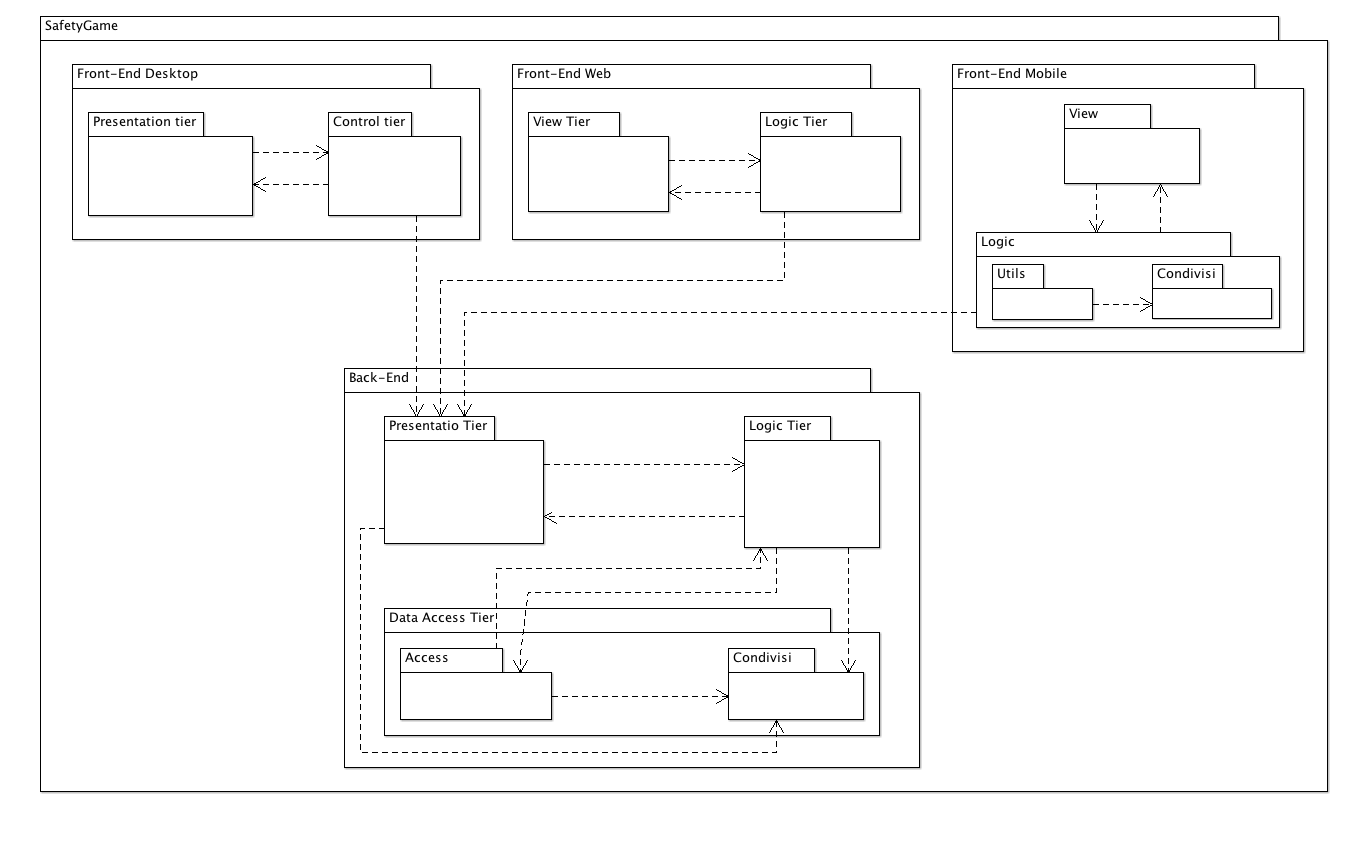 SafetyGame
Front-End Desktop
Front-End Web
Front-End Mobile
Presentation tier
Control tier
View Tier
Logic Tier
View
Logic
Utils
Condivisi
Back-End
Presentatio Tier
Logic Tier
Data Access Tier
Access
Condivisi